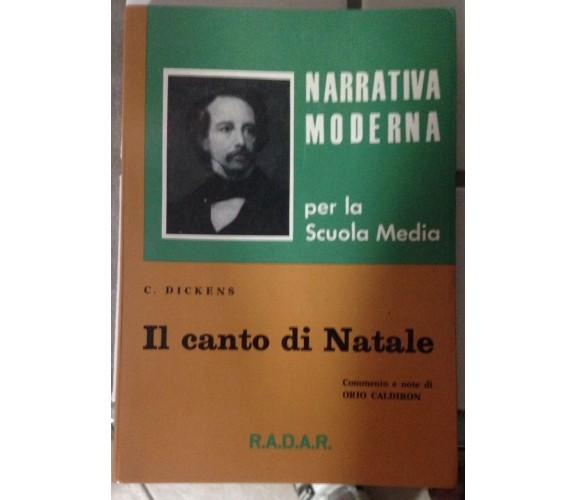 NARRATIVA
MODERNA
per la
Scuola Media
C. DICKENS
Il canto di Natale
Commento e note di
ORIO CALDIRON
R.A.D.A.R.